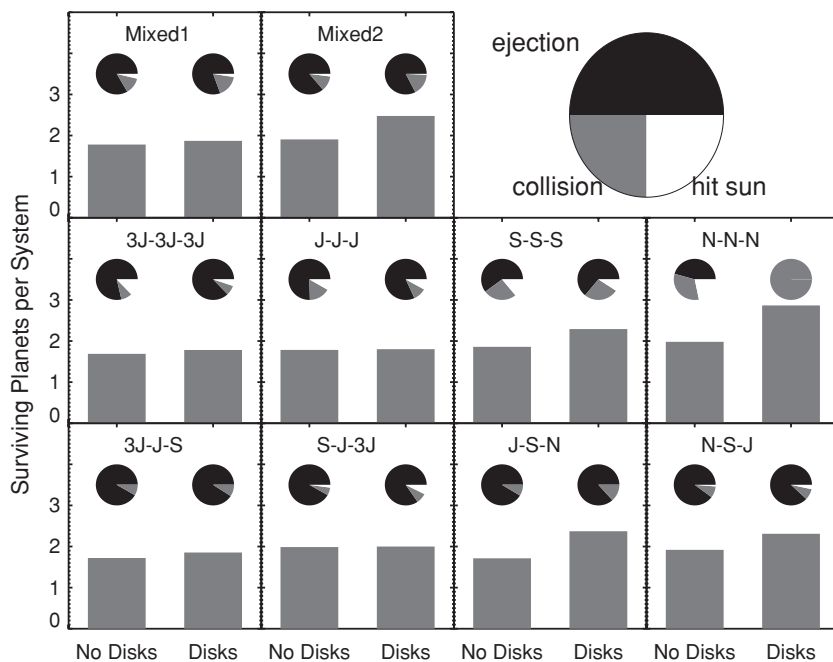 Mixed1
Mixed2
ejection
collision
hit sun
3
2
1
0
3J-3J-3J
J-J-J
S-S-S
N-N-N
3
2
1
0
3J-J-S
S-J-3J
J-S-N
N-S-J
3
2
1
0
Surviving Planets per System
No Disks Disks No Disks Disks No Disks Disks No Disks Disks